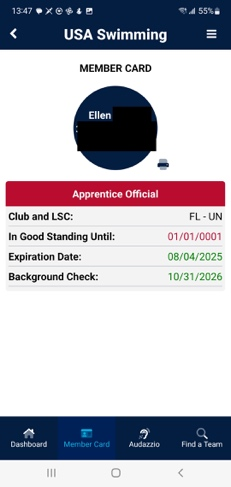 13:47 55%
USA Swimming
MEMBER CARD
Ellen
Apprentice Official
Club and LSC: FL - UN
In Good Standing Until: 01/01/0001
Expiration Date: 08/04/2025
Background Check: 10/31/2026
Dashboard Member Card Audazzio Find a Team